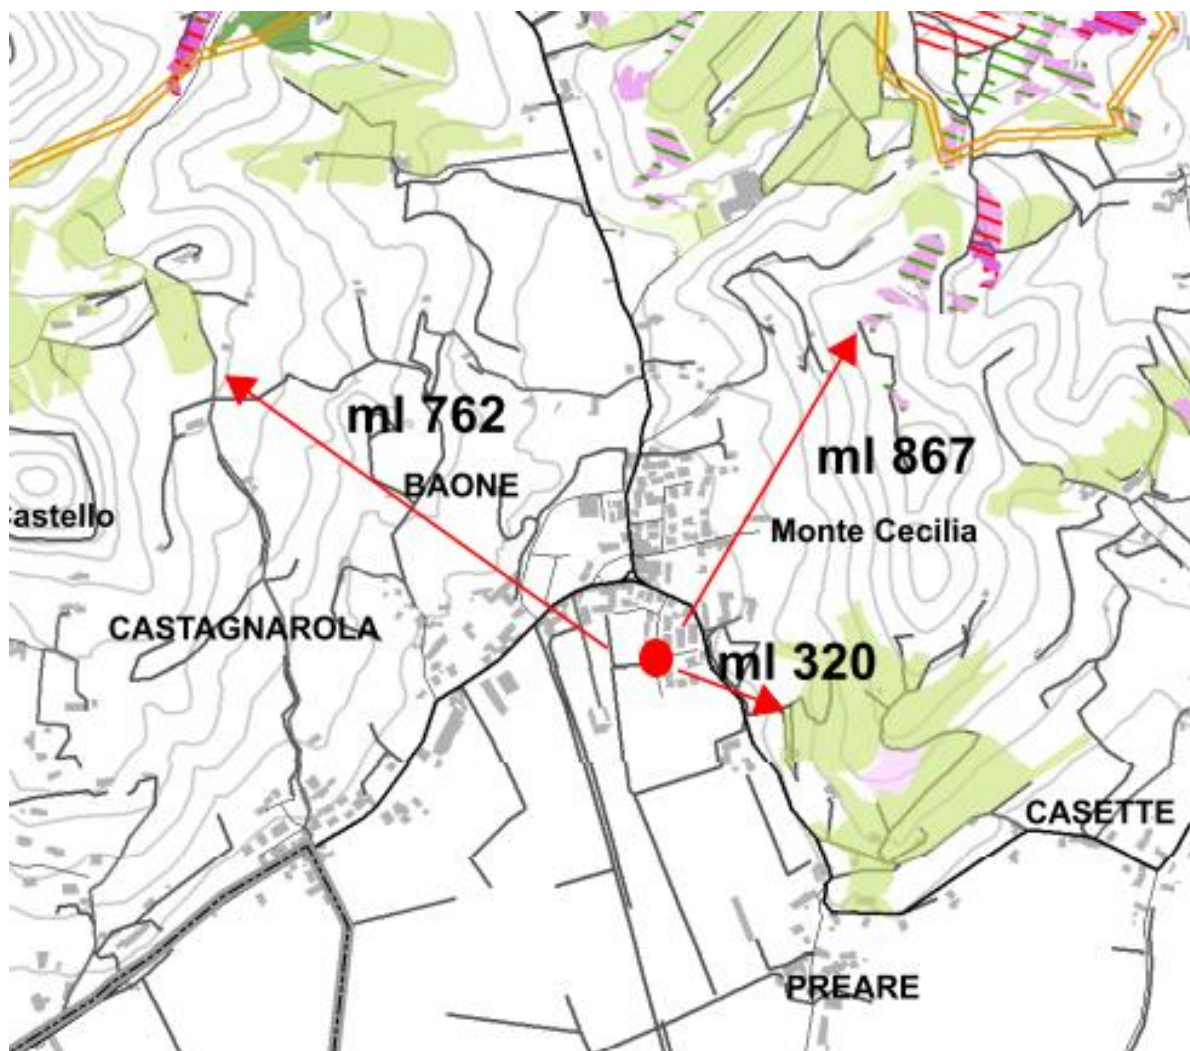 ml 762
BAONE
ml 867
astello
Monte Cecilia
CASTAGNAROLA
ml 320
CASETTE
PREARE